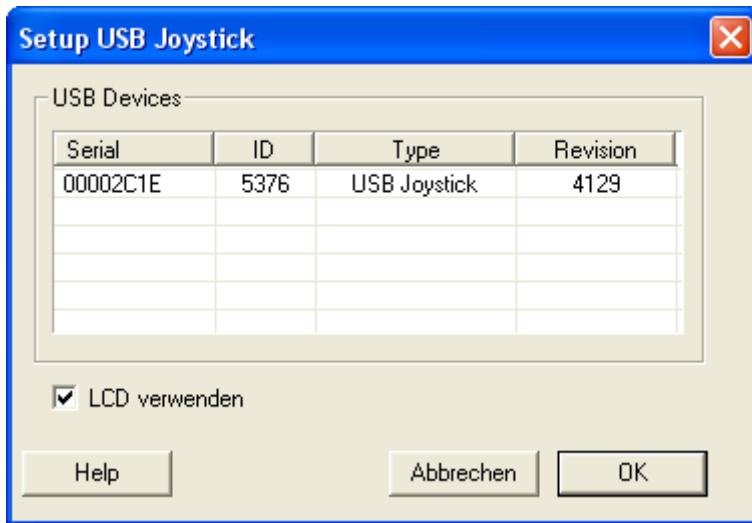 Setup USB Joystick
USB Devices
Serial ID Type Revision
00002C1E 5376 USB Joystick 4129
LCD verwenden
Help Abbrechen OK